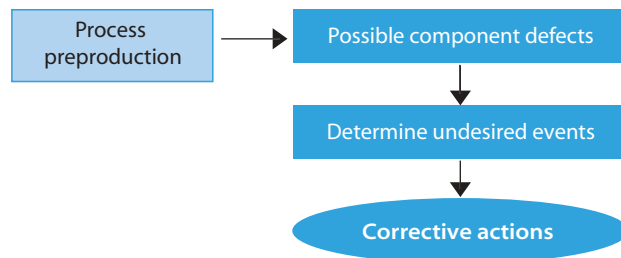 Process
preproduction
Possible component defects
Determine undesired events
Corrective actions